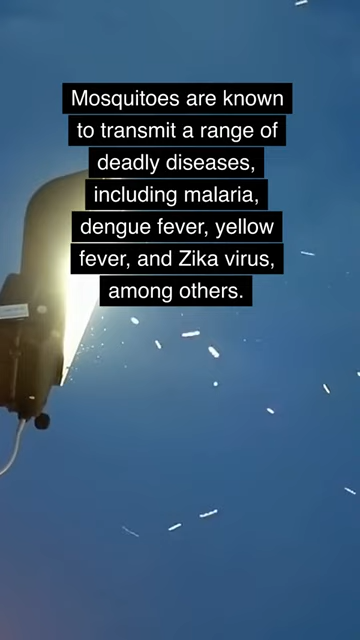 Mosquitoes are known
to transmit a range of
deadly diseases,
including malaria,
dengue fever, yellow
fever, and Zika virus,
among others.